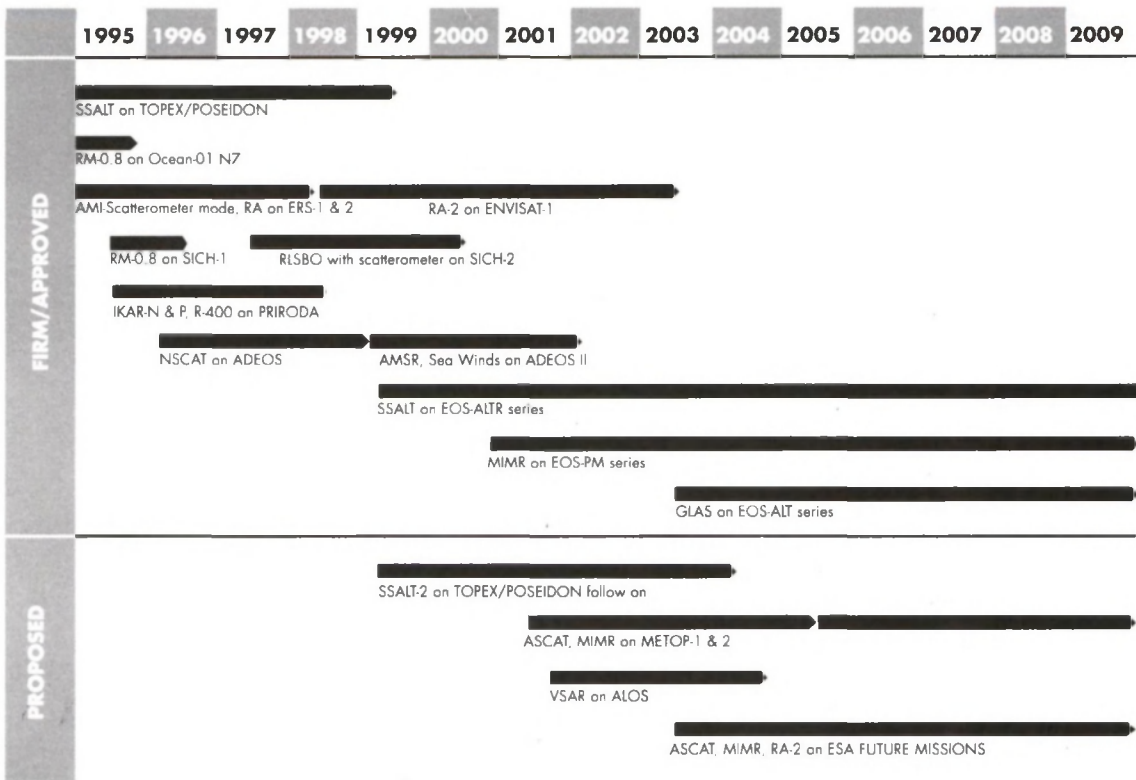 1995 1996 1997 1998 1999 2000 2001 2002 2003 2004 2005 2006 2007 2008 2009
FIRM/APPROVED
SSALT on TOPEX/POSEIDON
RM-0.8 on Ocean-01 N7
AMI-Scatterometer mode, RA on ERS-1 & 2 RA-2 on ENVISAT-1
RM-0.8 on SICH-1 RLSBO with scatterometer on SICH-2
IKAR-N & P, R-400 on PRIRODA
NSCAT on ADEOS AMSR, Sea Winds on ADEOS II
SSALT on EOS-ALTR series
MIMR on EOS-PM series
GLAS on EOS-ALT series
PROPOSED
SSALT-2 on TOPEX/POSEIDON follow on
ASCAT, MIMR on METOP-1 & 2
VSAR on ALOS
ASCAT, MIMR, RA-2 on ESA FUTURE MISSIONS